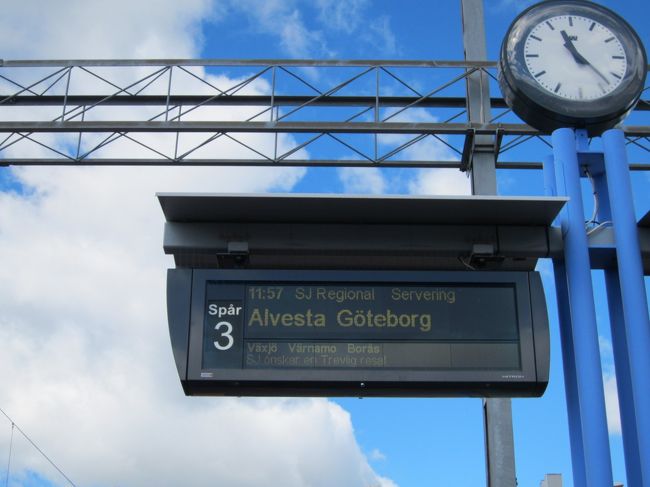 11:57 SJ Regional Servering
Spår
3
Alvesta Göteborg
Växjö Värnamo Borås
SJ önskar en Trevlig resa!